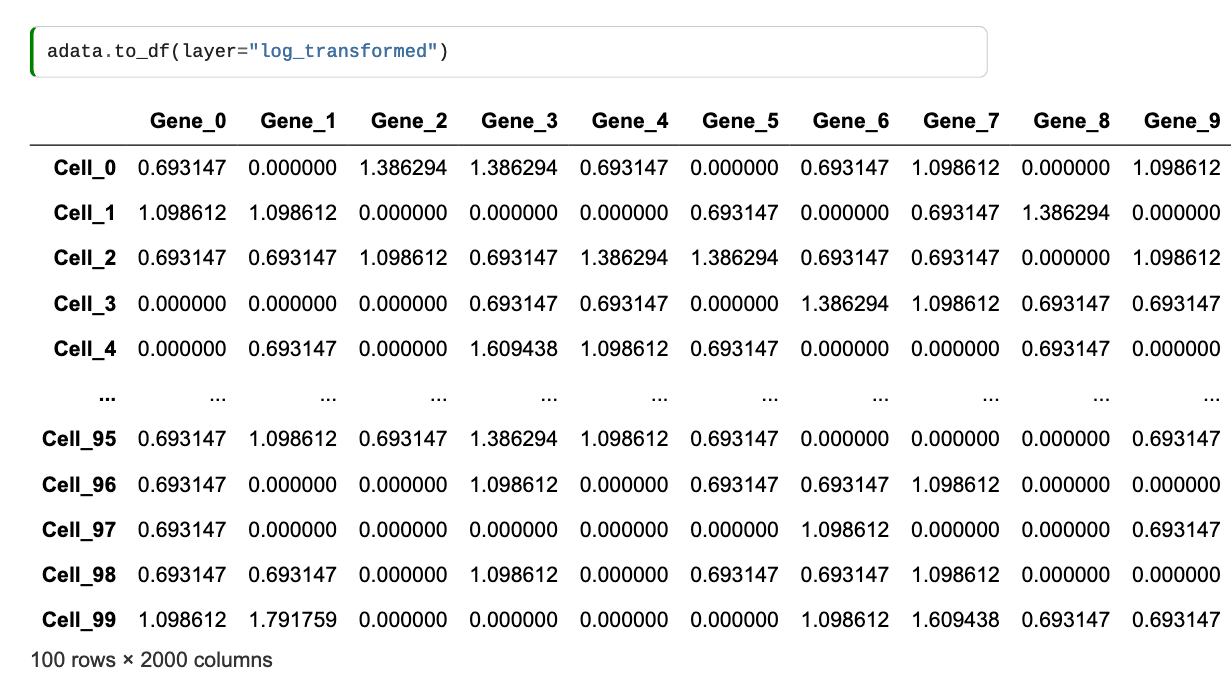 adata.to_df(layer="log_transformed")
Gene_0 Gene_1 Gene_2 Gene_3 Gene_4 Gene_5 Gene_6 Gene_7 Gene_8 Gene_9
Cell_0 0.693147 0.000000 1.386294 1.386294 0.693147 0.000000 0.693147 1.098612 0.000000 1.098612
Cell_1 1.098612 1.098612 0.000000 0.000000 0.000000 0.693147 0.000000 0.693147 1.386294 0.000000
Cell_2 0.693147 0.693147 1.098612 0.693147 1.386294 1.386294 0.693147 0.693147 0.000000 1.098612
Cell_3 0.000000 0.000000 0.000000 0.693147 0.693147 0.000000 1.386294 1.098612 0.693147 0.693147
Cell_4 0.000000 0.693147 0.000000 1.609438 1.098612 0.693147 0.000000 0.000000 0.693147 0.000000
... ... ... ... ... ... ... ... ... ... ...
Cell_95 0.693147 1.098612 0.693147 1.386294 1.098612 0.693147 0.000000 0.000000 0.000000 0.693147
Cell_96 0.693147 0.000000 0.000000 1.098612 0.000000 0.693147 0.693147 1.098612 0.000000 0.000000
Cell_97 0.693147 0.000000 0.000000 0.000000 0.000000 0.000000 1.098612 0.000000 0.000000 0.693147
Cell_98 0.693147 0.693147 0.000000 1.098612 0.000000 0.693147 0.693147 1.098612 0.000000 0.000000
Cell_99 1.098612 1.791759 0.000000 0.000000 0.000000 0.000000 1.098612 1.609438 0.693147 0.693147
100 rows × 2000 columns